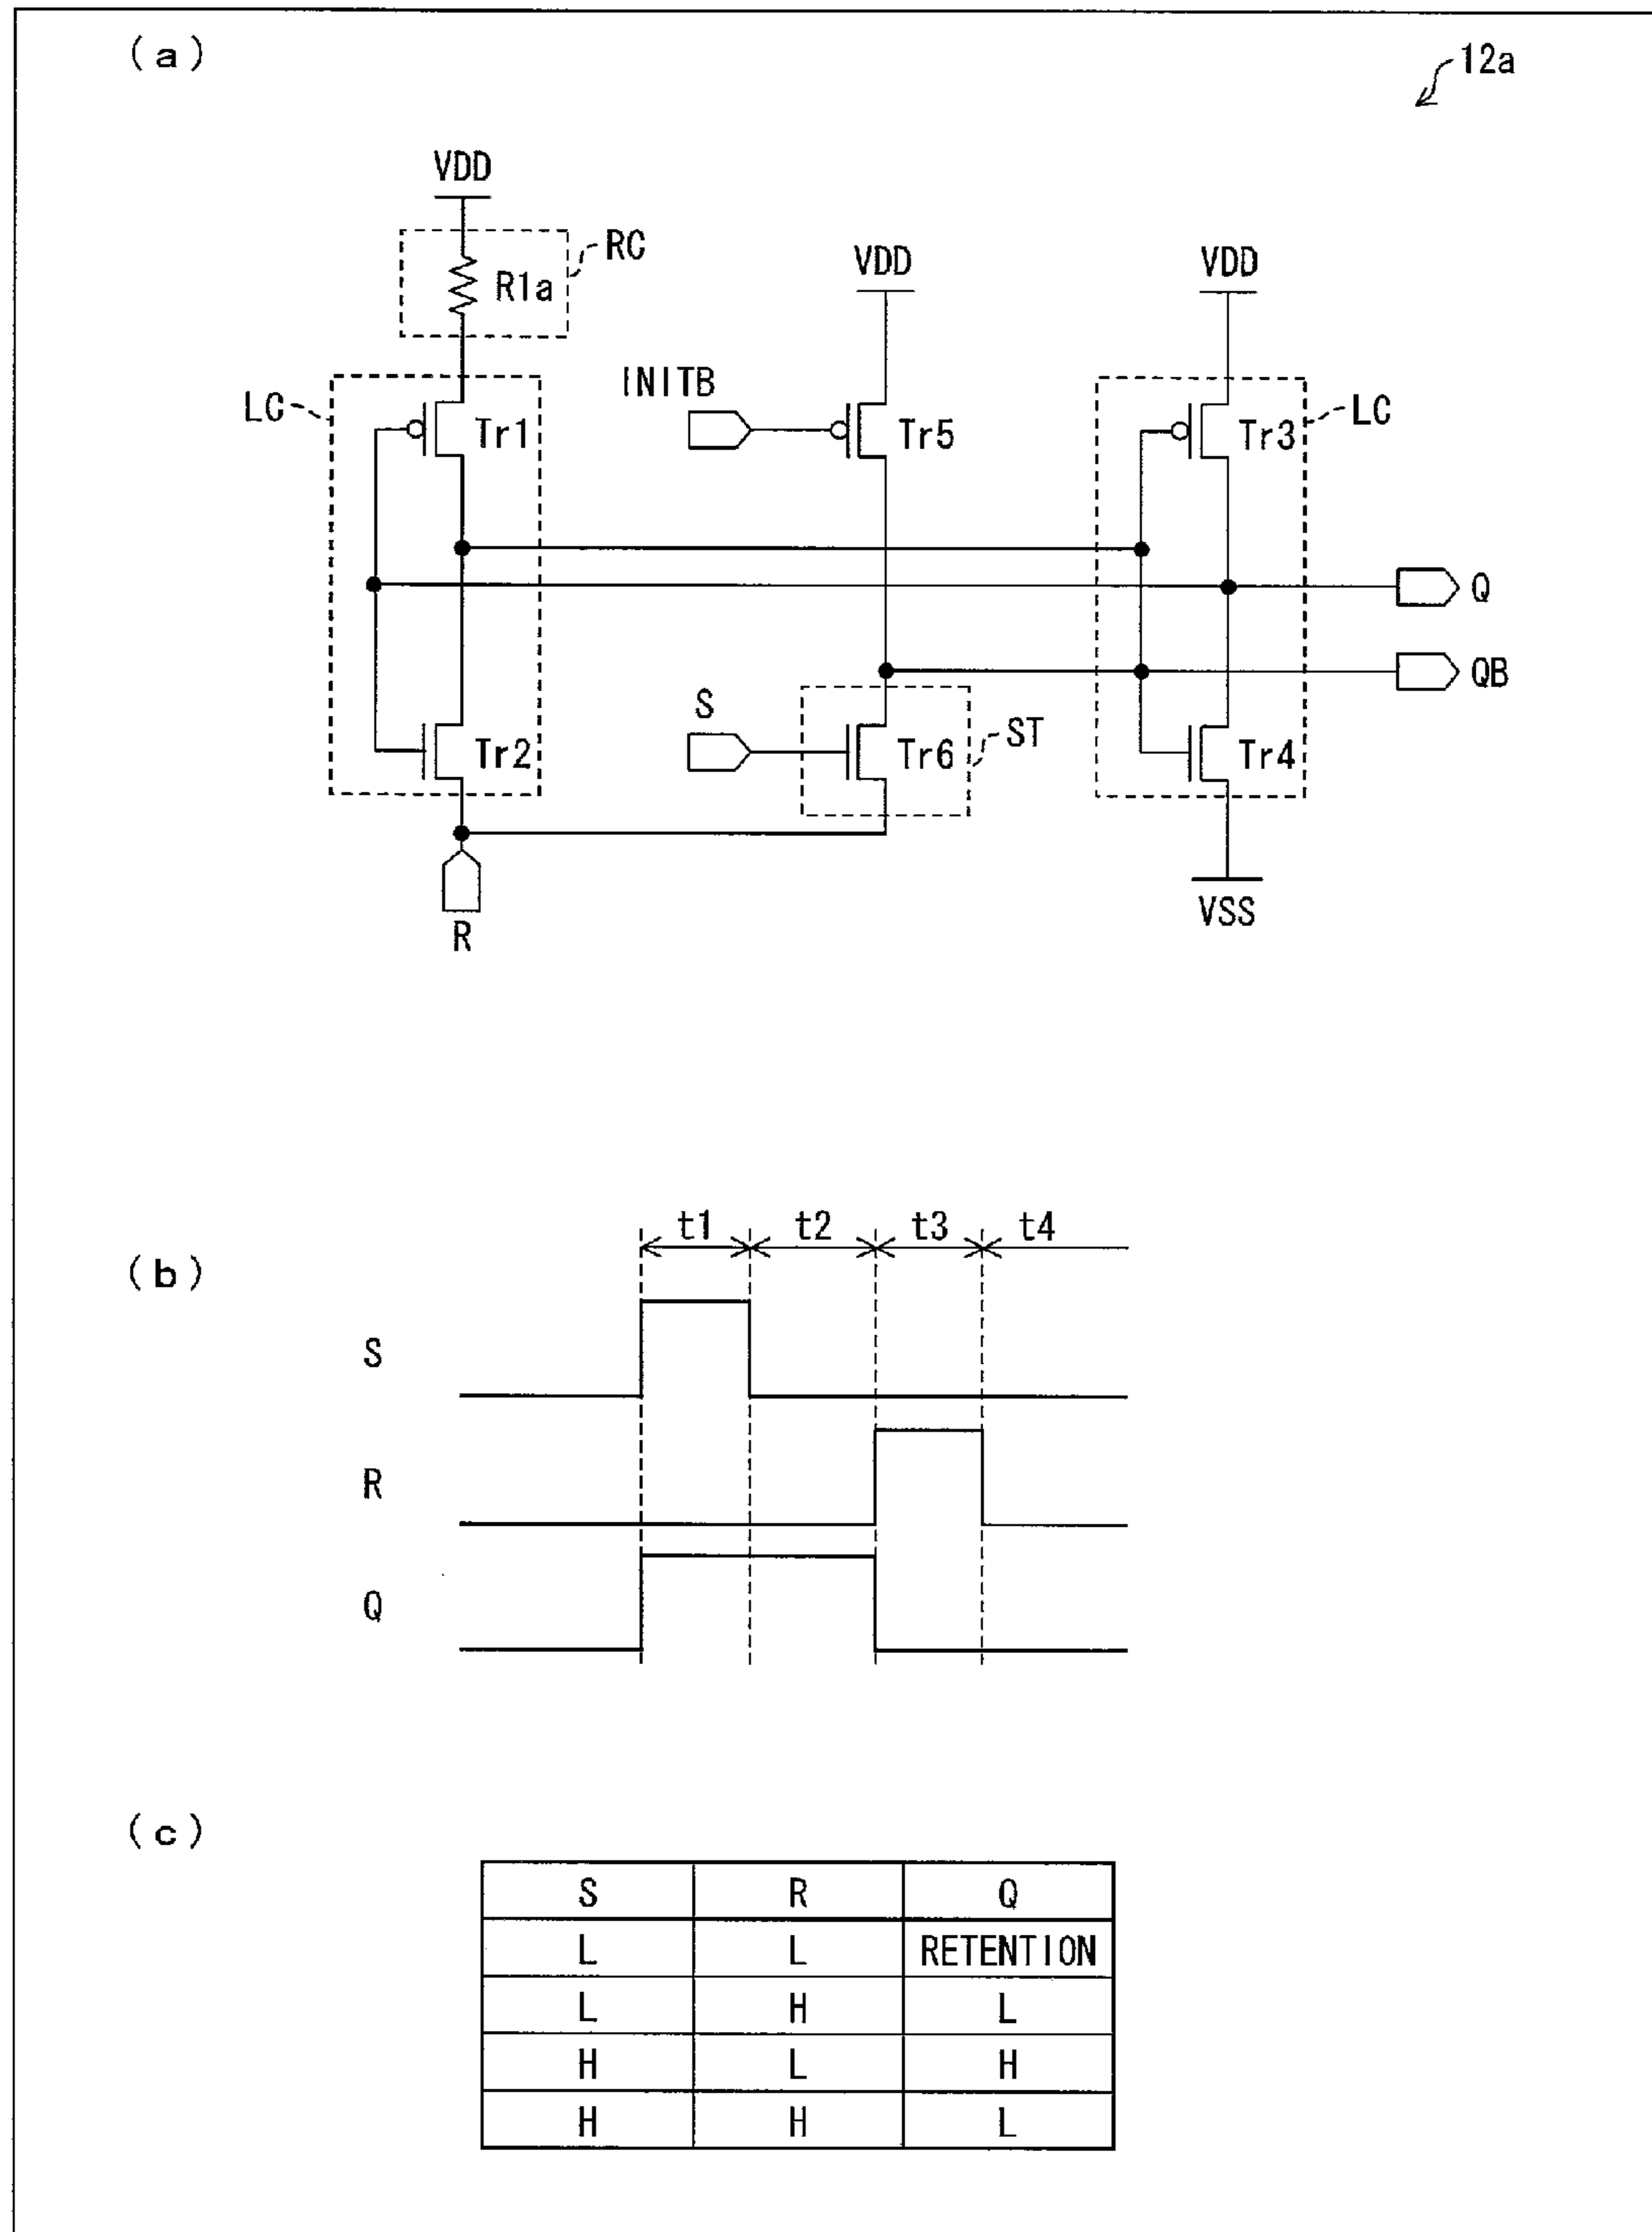 (a)
12a
VDD
RC
R1a
VDD
VDD
LC
Tr1
INITB
Tr5
Tr3
LC
Q
QB
S
Tr2
Tr6
ST
Tr4
R
VSS
(b)
t1 t2 t3 t4
S
R
Q
(c)
S R Q
L L RETENTION
L H L
H L H
H H L